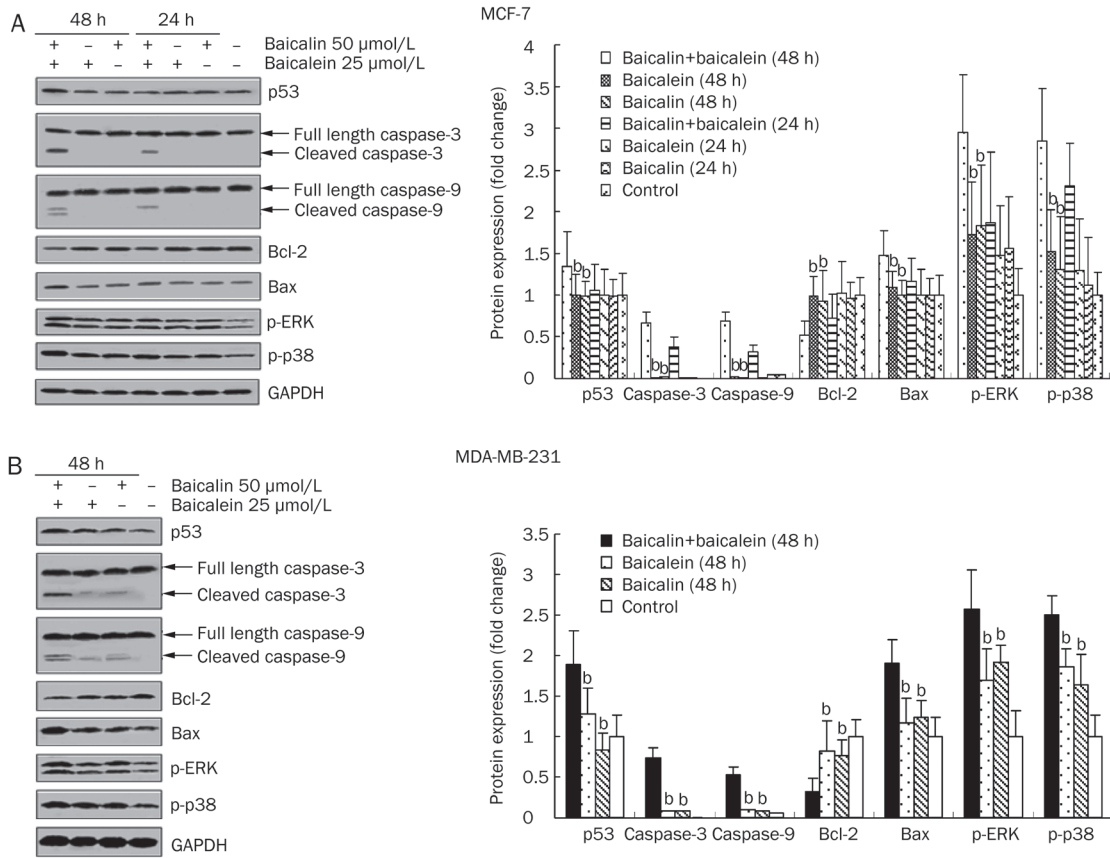 A
48 h 24 h
+ – + + – + – Baicalin 50 μmol/L
+ + – + + – – Baicalein 25 μmol/L
p53
Full length caspase-3
Cleaved caspase-3
Full length caspase-9
Cleaved caspase-9
Bcl-2
Bax
p-ERK
p-p38
GAPDH
MCF-7
Protein expression (fold change)
4
3.5
3
2.5
2
1.5
1
0.5
0
Baicalin+baicalein (48 h)
Baicalein (48 h)
Baicalin (48 h)
Baicalin+baicalein (24 h)
Baicalein (24 h)
Baicalin (24 h)
Control
b b
b b
b b
b b
b b
b b
b b
p53 Caspase-3 Caspase-9 Bcl-2 Bax p-ERK p-p38
B
48 h
+ – + – Baicalin 50 μmol/L
+ + – – Baicalein 25 μmol/L
p53
Full length caspase-3
Cleaved caspase-3
Full length caspase-9
Cleaved caspase-9
Bcl-2
Bax
p-ERK
p-p38
GAPDH
MDA-MB-231
Protein expression (fold change)
3.5
3
2.5
2
1.5
1
0.5
0
Baicalin+baicalein (48 h)
Baicalein (48 h)
Baicalin (48 h)
Control
b b
b b
b b
b b
b b
b b
b b
p53 Caspase-3 Caspase-9 Bcl-2 Bax p-ERK p-p38